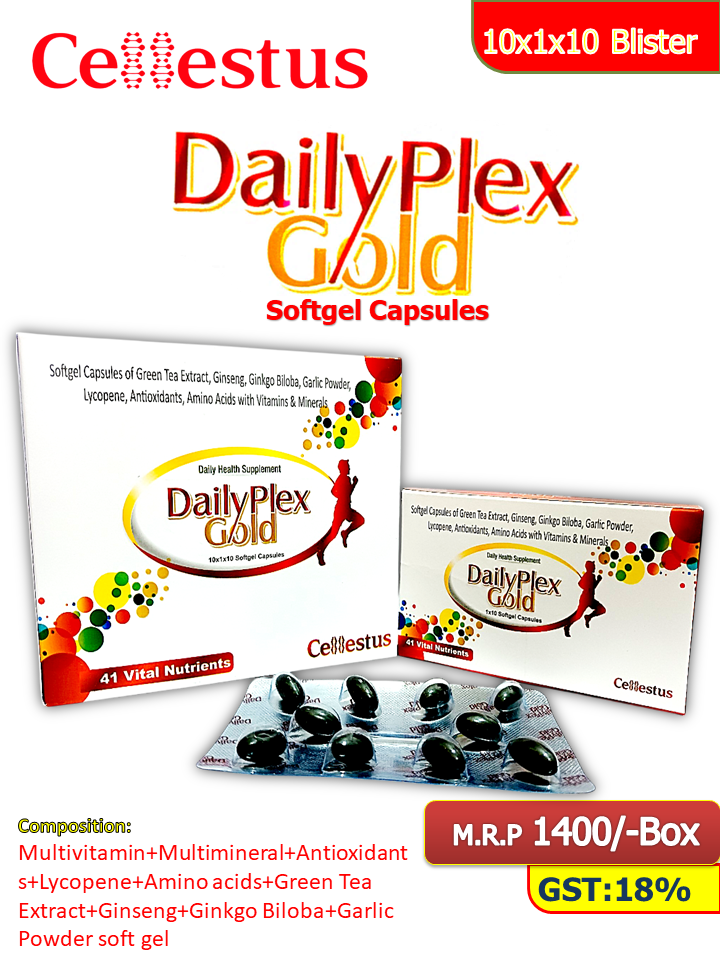 Cellestus
10x1x10 Blister
DailyPlex
Gold
Softgel Capsules
Softgel Capsules of Green Tea Extract, Ginseng, Ginkgo Biloba, Garlic Powder,
Lycopene, Antioxidants, Amino Acids with Vitamins & Minerals
Daily Health Supplement
DailyPlex
Gold
10x1x10 Softgel Capsules
41 Vital Nutrients
Cellestus
Softgel Capsules of Green Tea Extract, Ginseng, Ginkgo Biloba, Garlic Powder,
Lycopene, Antioxidants, Amino Acids with Vitamins & Minerals
Daily Health Supplement
DailyPlex
Gold
1x10 Softgel Capsules
41 Vital Nutrients
Cellestus
Composition:
Multivitamin+Multimineral+Antioxidant
s+Lycopene+Amino acids+Green Tea
Extract+Ginseng+Ginkgo Biloba+Garlic
Powder soft gel
M.R.P 1400/-Box
GST:18%